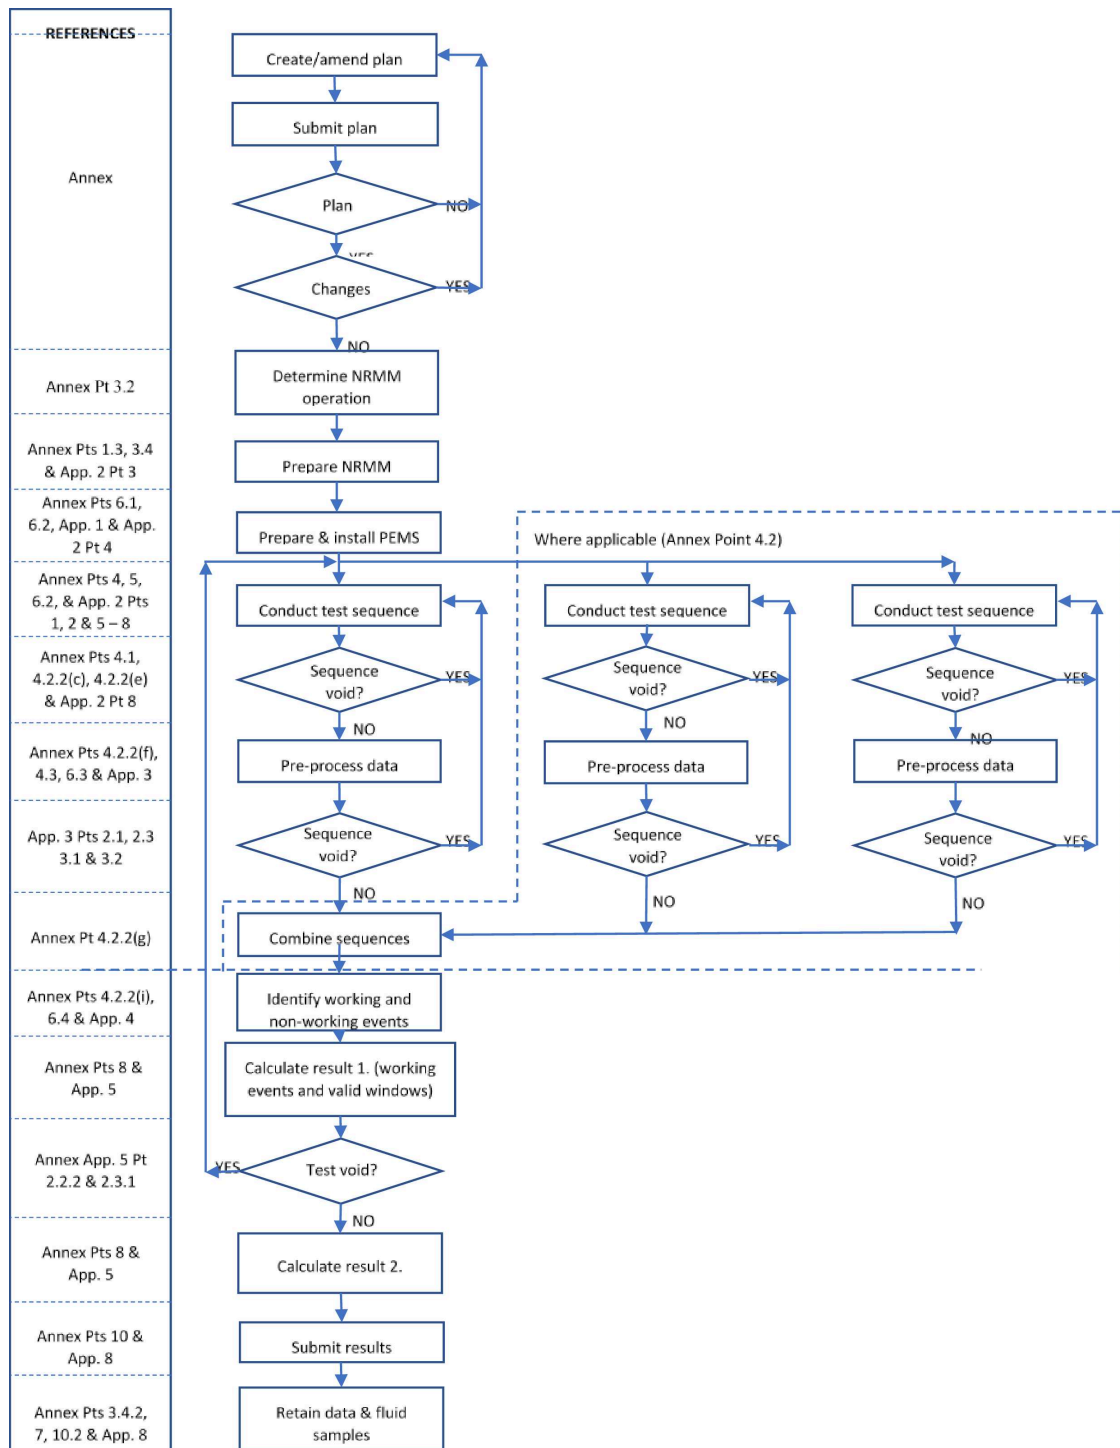 REFERENCES
Create/amend plan
Submit plan
Annex
Plan
NO
YES
Changes
YES
NO
Annex Pt 3.2
Determine NRMM
operation
Annex Pts 1.3, 3.4
& App. 2 Pt 3
Prepare NRMM
Annex Pts 6.1,
6.2, App. 1 & App.
2 Pt 4
Prepare & install PEMS
Where applicable (Annex Point 4.2)
Annex Pts 4, 5,
6.2, & App. 2 Pts
1, 2 & 5 – 8
Conduct test sequence
Conduct test sequence
Conduct test sequence
Annex Pts 4.1,
4.2.2(c), 4.2.2(e)
& App. 2 Pt 8
Sequence
void?
YES
NO
Sequence
void?
YES
NO
Sequence
void?
YES
NO
Annex Pts 4.2.2(f),
4.3, 6.3 & App. 3
Pre-process data
Pre-process data
Pre-process data
App. 3 Pts 2.1, 2.3
3.1 & 3.2
Sequence
void?
YES
NO
Sequence
void?
YES
NO
Sequence
void?
YES
NO
Annex Pt 4.2.2(g)
Combine sequences
Annex Pts 4.2.2(i),
6.4 & App. 4
Identify working and
non-working events
Annex Pts 8 &
App. 5
Calculate result 1. (working
events and valid windows)
Annex App. 5 Pt
2.2.2 & 2.3.1
YES
Test void?
NO
Annex Pts 8 &
App. 5
Calculate result 2.
Annex Pts 10 &
App. 8
Submit results
Annex Pts 3.4.2,
7, 10.2 & App. 8
Retain data & fluid
samples